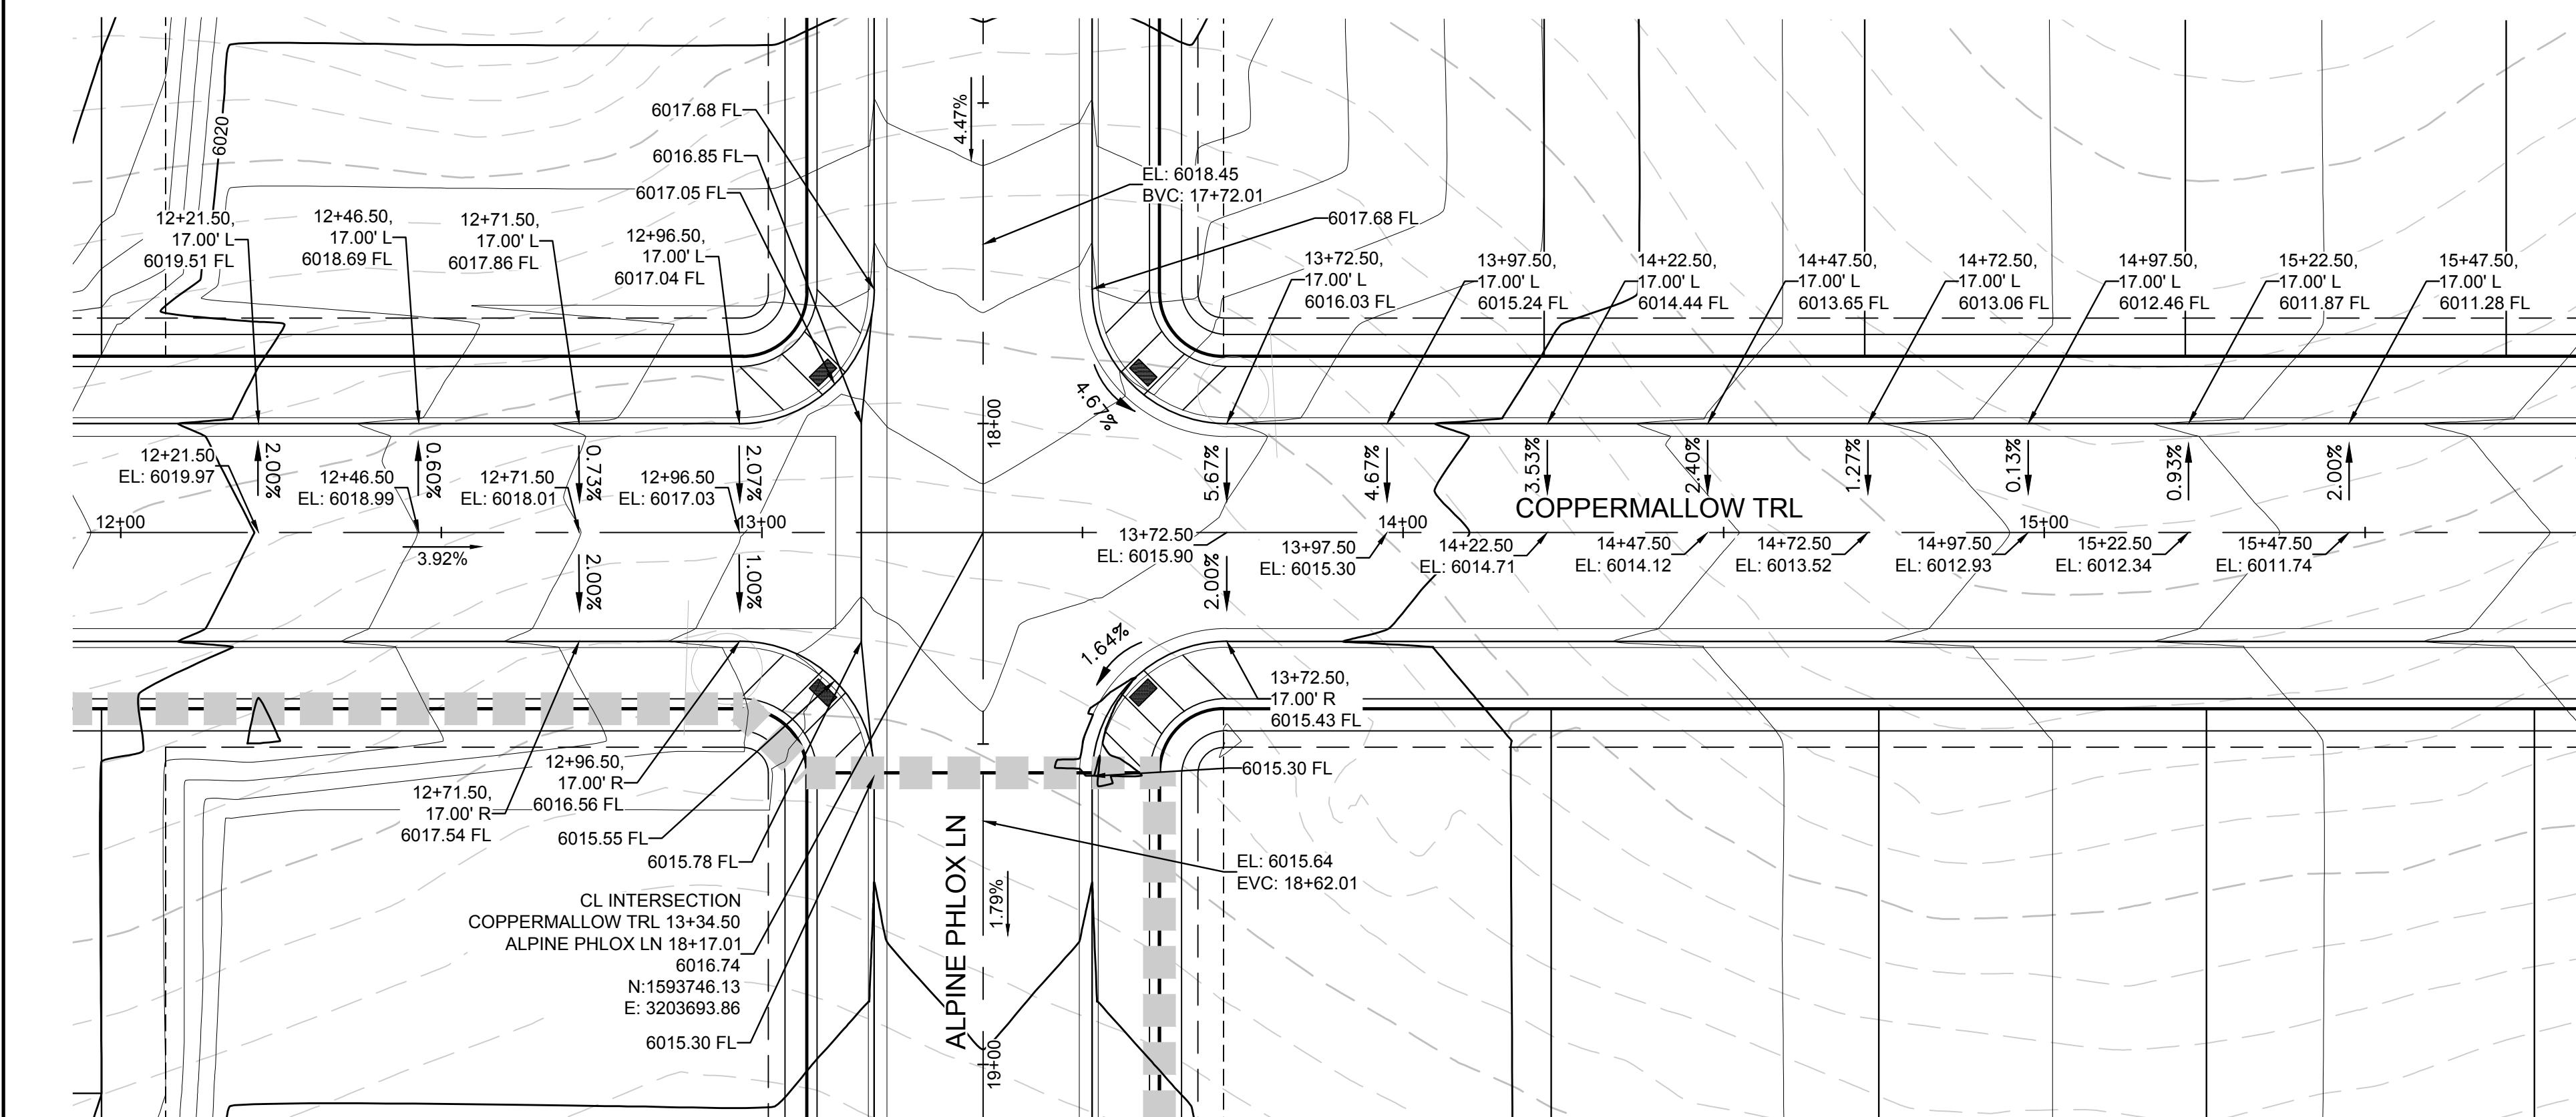 6020
12+21.50,
17.00' L
6019.51 FL
12+46.50,
17.00' L
6018.69 FL
12+71.50,
17.00' L
6017.86 FL
12+96.50,
17.00' L
6017.04 FL
6017.68 FL
6016.85 FL
6017.05 FL
4.47%
EL: 6018.45
BVC: 17+72.01
6017.68 FL
13+72.50,
17.00' L
6016.03 FL
13+97.50,
17.00' L
6015.24 FL
14+22.50,
17.00' L
6014.44 FL
14+47.50,
17.00' L
6013.65 FL
14+72.50,
17.00' L
6013.06 FL
14+97.50,
17.00' L
6012.46 FL
15+22.50,
17.00' L
6011.87 FL
15+47.50,
17.00' L
6011.28 FL
4.67%
18+00
12+21.50
EL: 6019.97
2.00%
12+46.50
EL: 6018.99
0.60%
12+71.50
EL: 6018.01
0.73%
12+96.50
EL: 6017.03
2.07%
5.67%
4.67%
3.53%
2.40%
1.27%
0.13%
0.93%
2.00%
COPPERMALLOW TRL
12+00
13+00
14+00
15+00
3.92%
2.00%
1.00%
13+72.50
EL: 6015.90
2.00%
13+97.50
EL: 6015.30
14+22.50
EL: 6014.71
14+47.50
EL: 6014.12
14+72.50
EL: 6013.52
14+97.50
EL: 6012.93
15+22.50
EL: 6012.34
15+47.50
EL: 6011.74
1.64%
13+72.50,
17.00' R
6015.43 FL
6015.30 FL
12+71.50,
17.00' R
6017.54 FL
12+96.50,
17.00' R
6016.56 FL
6015.55 FL
6015.78 FL
EL: 6015.64
EVC: 18+62.01
CL INTERSECTION
COPPERMALLOW TRL 13+34.50
ALPINE PHLOX LN 18+17.01
6016.74
N:1593746.13
E: 3203693.86
6015.30 FL
ALPINE PHLOX LN
1.79%
19+00